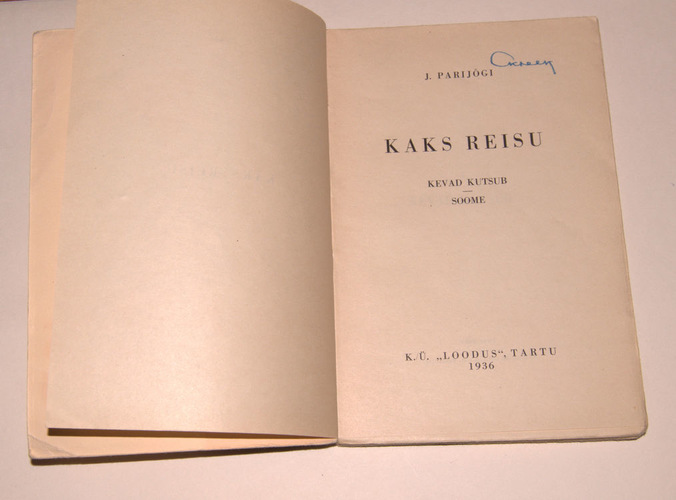 J. PARIJÕGI
KAKS REISU
KEVAD KUTSUB
SOOME
K./Ü. „LOODUS“, TARTU
1936